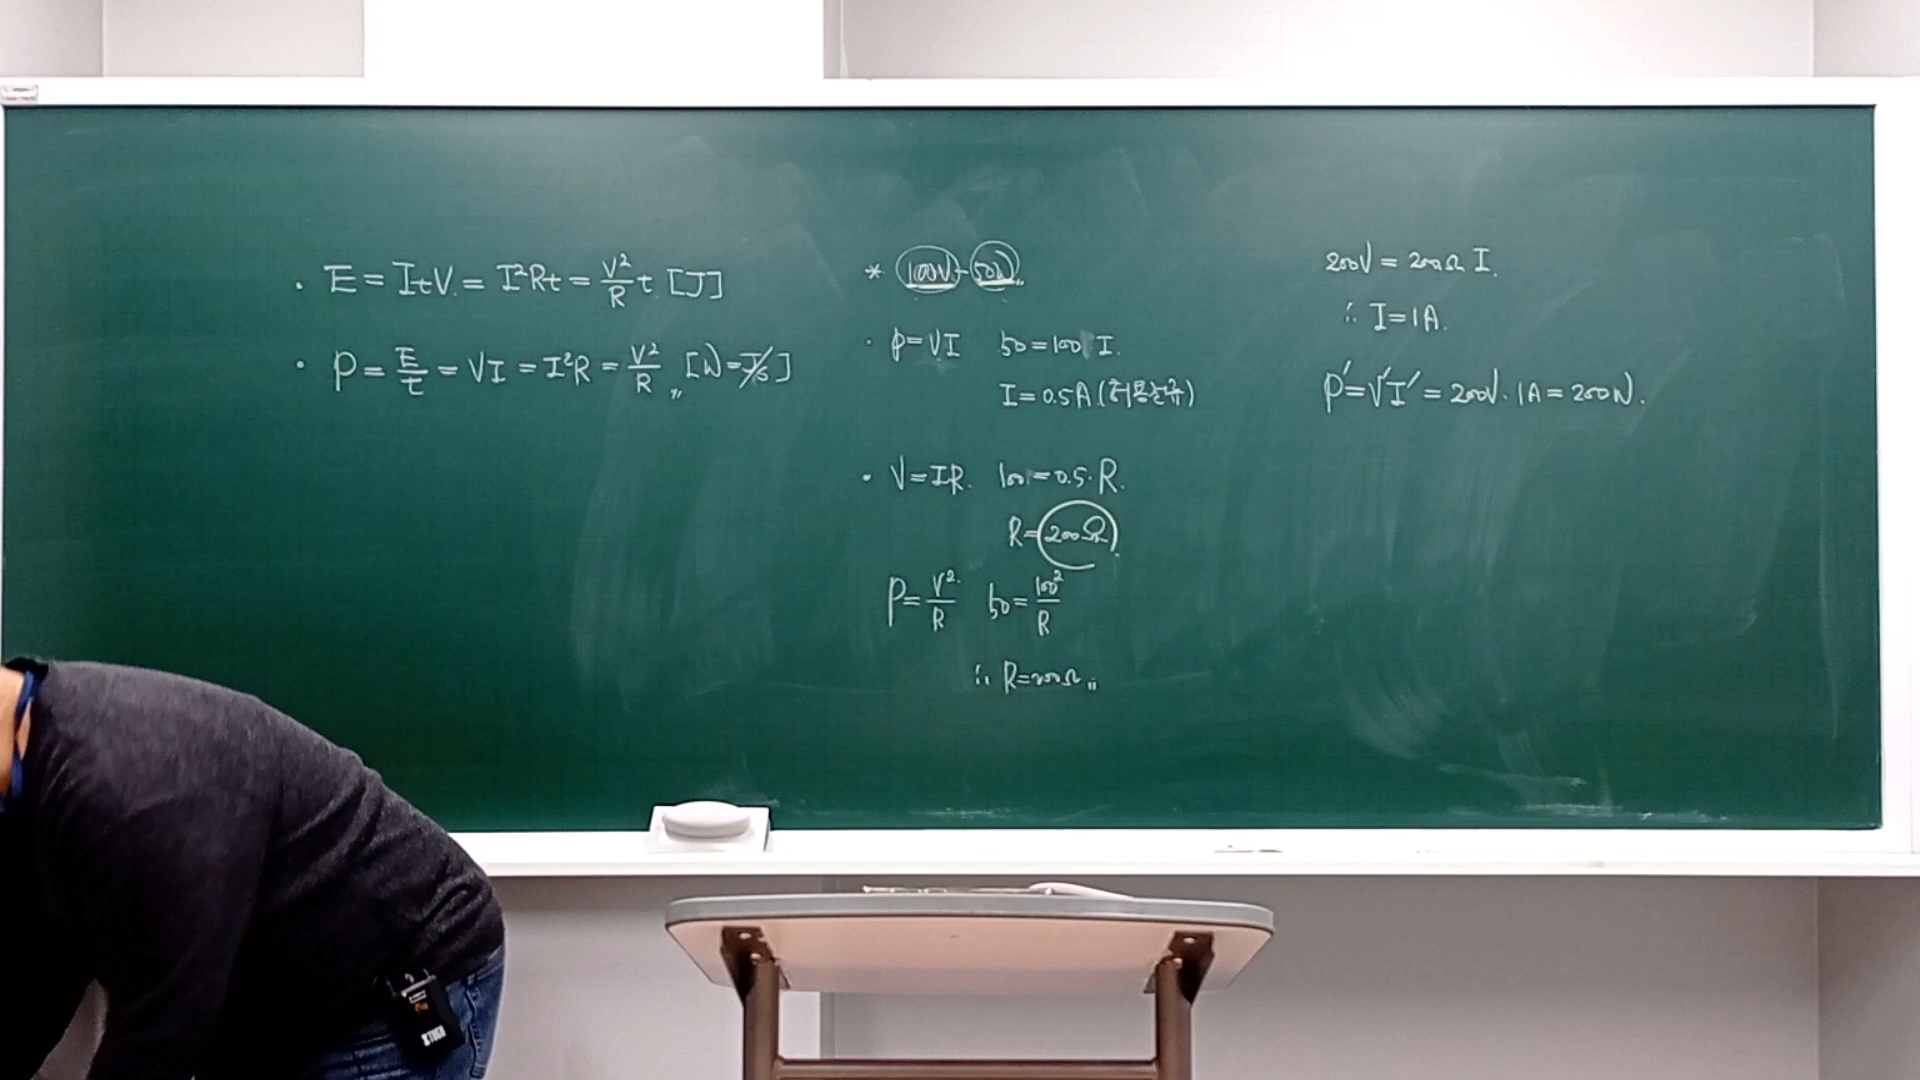 · E = ItV = I²Rt = V²/R t [J]
· P = E/t = VI = I²R = V²/R 〃 [W=J/s]
* 100V-50W 〃
· P=VI 50=100 I.
I=0.5A (허용전류)
· V=IR. 100=0.5·R.
R=200Ω.
P=V²/R 50=100²/R
∴ R=200Ω 〃
200V = 200Ω I.
∴ I=1A.
P′=V′I′ = 200V·1A = 200W.